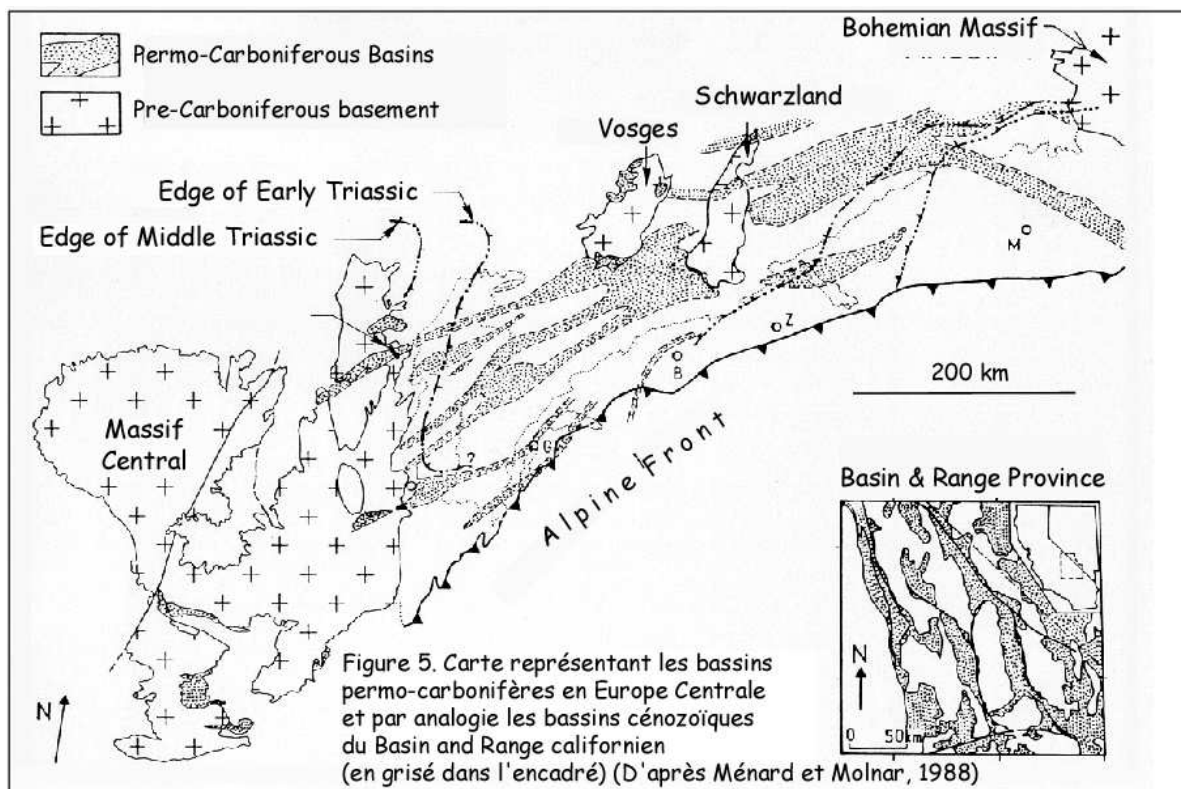 Permo-Carboniferous Basins
Pre-Carboniferous basement
Bohemian Massif
Schwarzland
Vosges
Edge of Early Triassic
Edge of Middle Triassic
M
Z
B
G
H
?
200 km
Massif
Central
Alpine Front
Basin & Range Province
N
0 50km
N
Figure 5. Carte représentant les bassins
permo-carbonifères en Europe Centrale
et par analogie les bassins cénozoïques
du Basin and Range californien
(en grisé dans l'encadré) (D'après Ménard et Molnar, 1988)